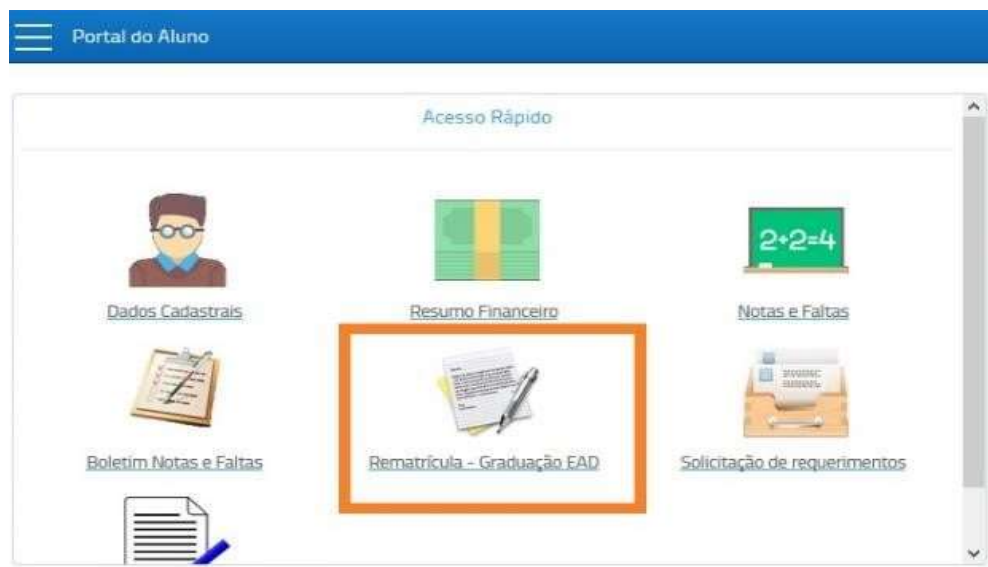 Portal do Aluno
Acesso Rápido
2+2=4
Dados Cadastrais
Resumo Financeiro
Notas e Faltas
Boletim Notas e Faltas
Rematrícula - Graduação EAD
Solicitação de requerimentos